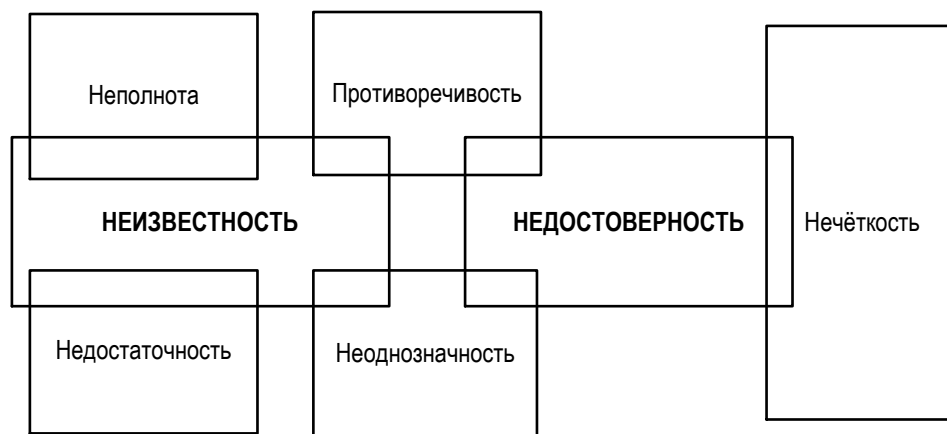 Неполнота
Противоречивость
НЕИЗВЕСТНОСТЬ
НЕДОСТОВЕРНОСТЬ
Нечёткость
Недостаточность
Неоднозначность